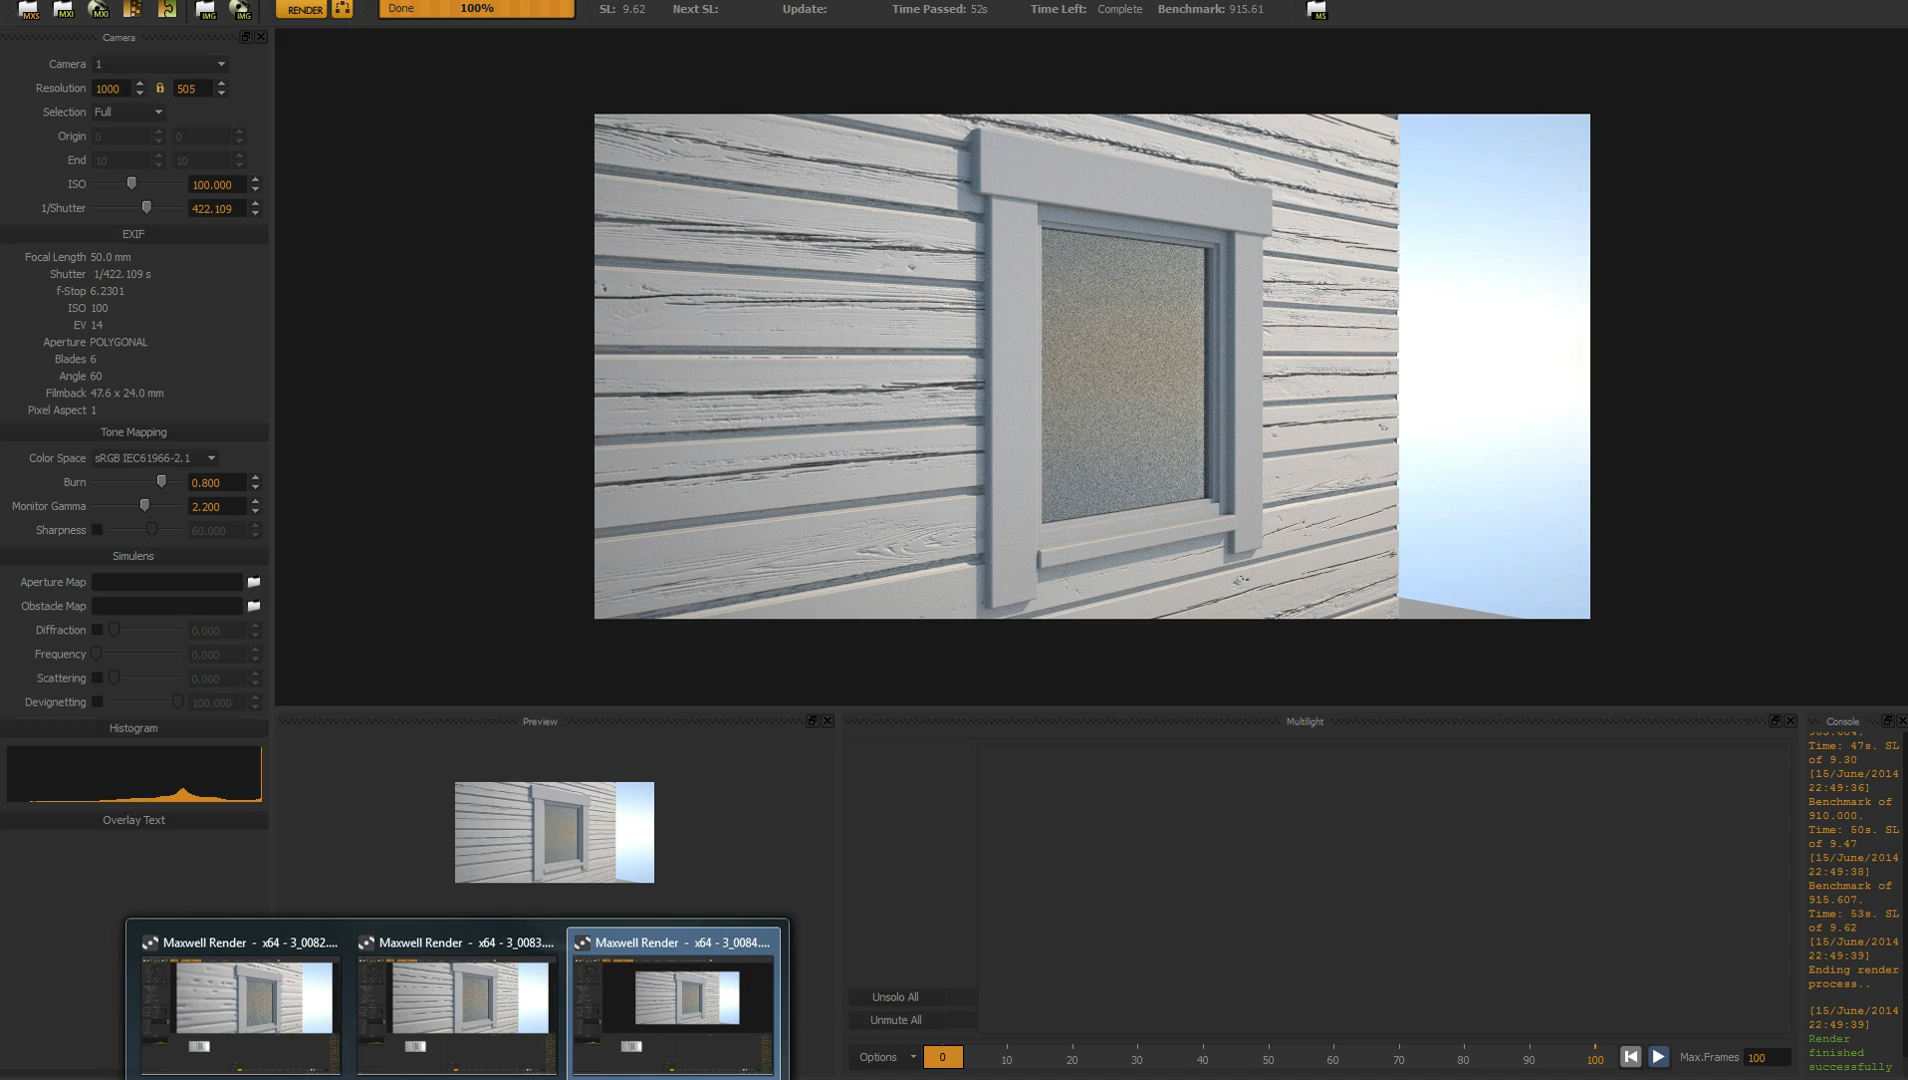 MXS MXI MXI IMG IMG RENDER Done 100% SL: 9.62 Next SL: Update: Time Passed: 52s Time Left: Complete Benchmark: 915.61 MS
Camera
Camera 1
Resolution 1000 505
Selection Full
Origin 0 0
End 10 10
ISO 100.000
1/Shutter 422.109
EXIF
Focal Length 50.0 mm
Shutter 1/422.109 s
f-Stop 6.2301
ISO 100
EV 14
Aperture POLYGONAL
Blades 6
Angle 60
Filmback 47.6 x 24.0 mm
Pixel Aspect 1
Tone Mapping
Color Space sRGB IEC61966-2.1
Burn 0.800
Monitor Gamma 2.200
Sharpness 60.000
Simulens
Aperture Map
Obstacle Map
Diffraction 0.000
Frequency 0.000
Scattering 0.000
Devignetting 100.000
Histogram
Overlay Text
Preview
Multilight
Unsolo All
Unmute All
Options 0 10 20 30 40 50 60 70 80 90 100 Max.Frames 100
Console
Time: 47s. SL
of 9.30
[15/June/2014
22:49:36]
Benchmark of
910.000.
Time: 50s. SL
of 9.47
[15/June/2014
22:49:38]
Benchmark of
915.607.
Time: 53s. SL
of 9.62
[15/June/2014
22:49:39]
Ending render
process..
[15/June/2014
22:49:39]
Render
finished
successfully
Maxwell Render - x64 - 3_0082....
Maxwell Render - x64 - 3_0083....
Maxwell Render - x64 - 3_0084....